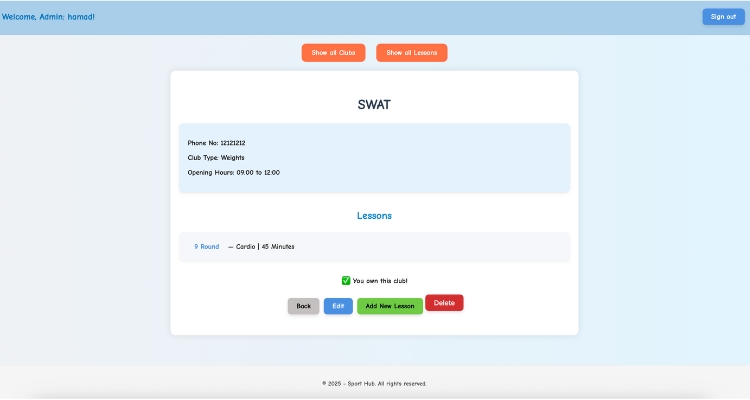 Welcome, Admin: hamad!
Sign out
Show all Clubs
Show all Lessons
SWAT
Phone No: 12121212
Club Type: Weights
Opening Hours: 09:00 to 12:00
Lessons
9 Round — Cardio | 45 Minutes
✅ You own this club!
Back
Edit
Add New Lesson
Delete
© 2025 - Sport Hub. All rights reserved.